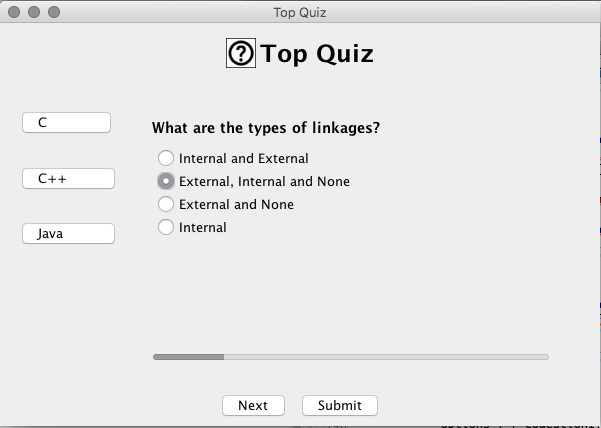 Top Quiz
Top Quiz
C
What are the types of linkages?
Internal and External
External, Internal and None
C++
External and None
Java
Internal
Next
Submit